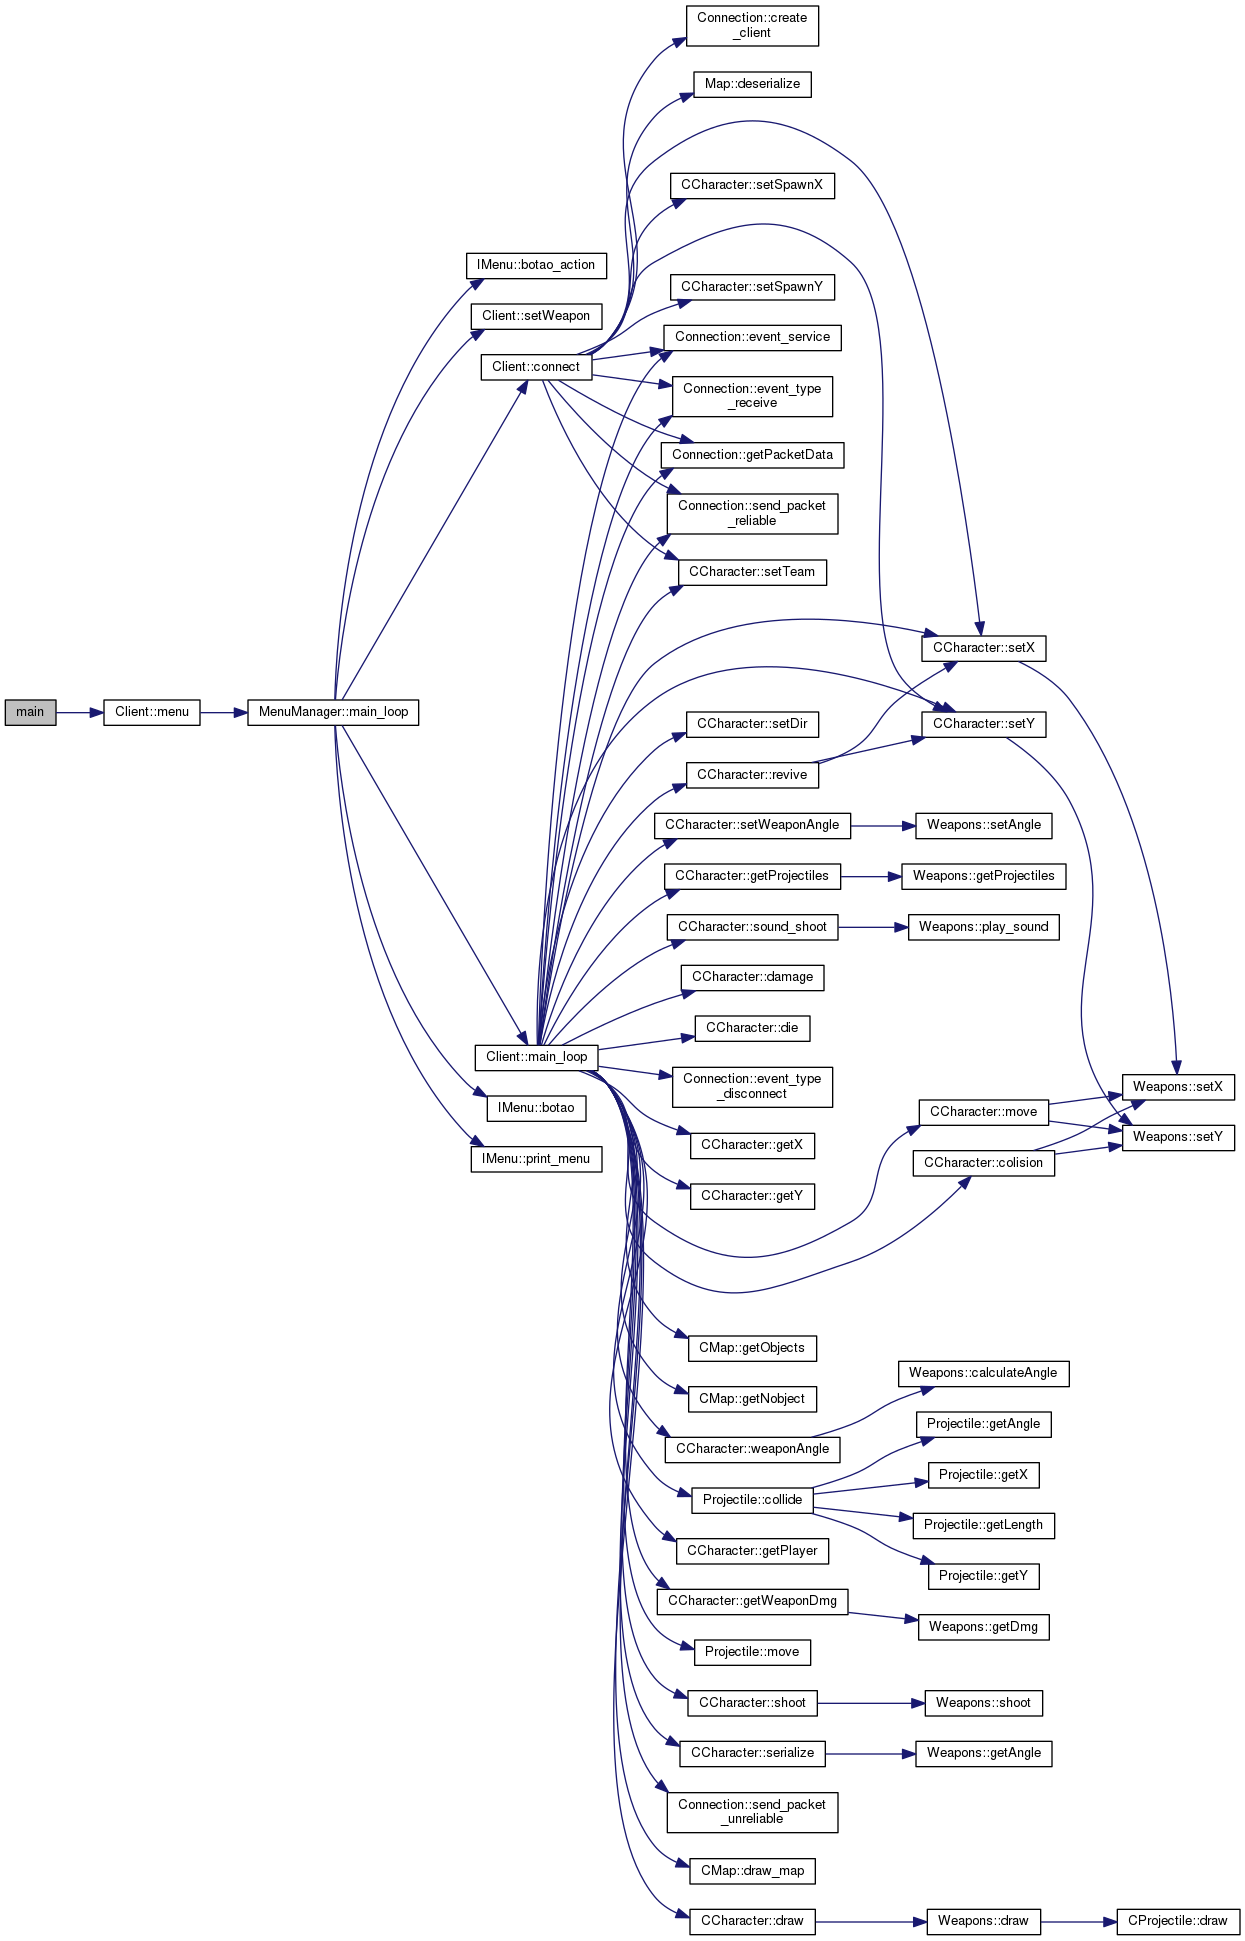 Connection::create
_client
Map::deserialize
CCharacter::setSpawnX
IMenu::botao_action
CCharacter::setSpawnY
Client::setWeapon
Connection::event_service
Client::connect
Connection::event_type
_receive
Connection::getPacketData
Connection::send_packet
_reliable
CCharacter::setTeam
CCharacter::setX
main
Client::menu
MenuManager::main_loop
CCharacter::setDir
CCharacter::setY
CCharacter::revive
CCharacter::setWeaponAngle
Weapons::setAngle
CCharacter::getProjectiles
Weapons::getProjectiles
CCharacter::sound_shoot
Weapons::play_sound
CCharacter::damage
CCharacter::die
Client::main_loop
Connection::event_type
_disconnect
Weapons::setX
IMenu::botao
CCharacter::move
Weapons::setY
CCharacter::getX
IMenu::print_menu
CCharacter::colision
CCharacter::getY
CMap::getObjects
Weapons::calculateAngle
CMap::getNobject
Projectile::getAngle
CCharacter::weaponAngle
Projectile::getX
Projectile::collide
Projectile::getLength
CCharacter::getPlayer
Projectile::getY
CCharacter::getWeaponDmg
Weapons::getDmg
Projectile::move
CCharacter::shoot
Weapons::shoot
CCharacter::serialize
Weapons::getAngle
Connection::send_packet
_unreliable
CMap::draw_map
CCharacter::draw
Weapons::draw
CProjectile::draw